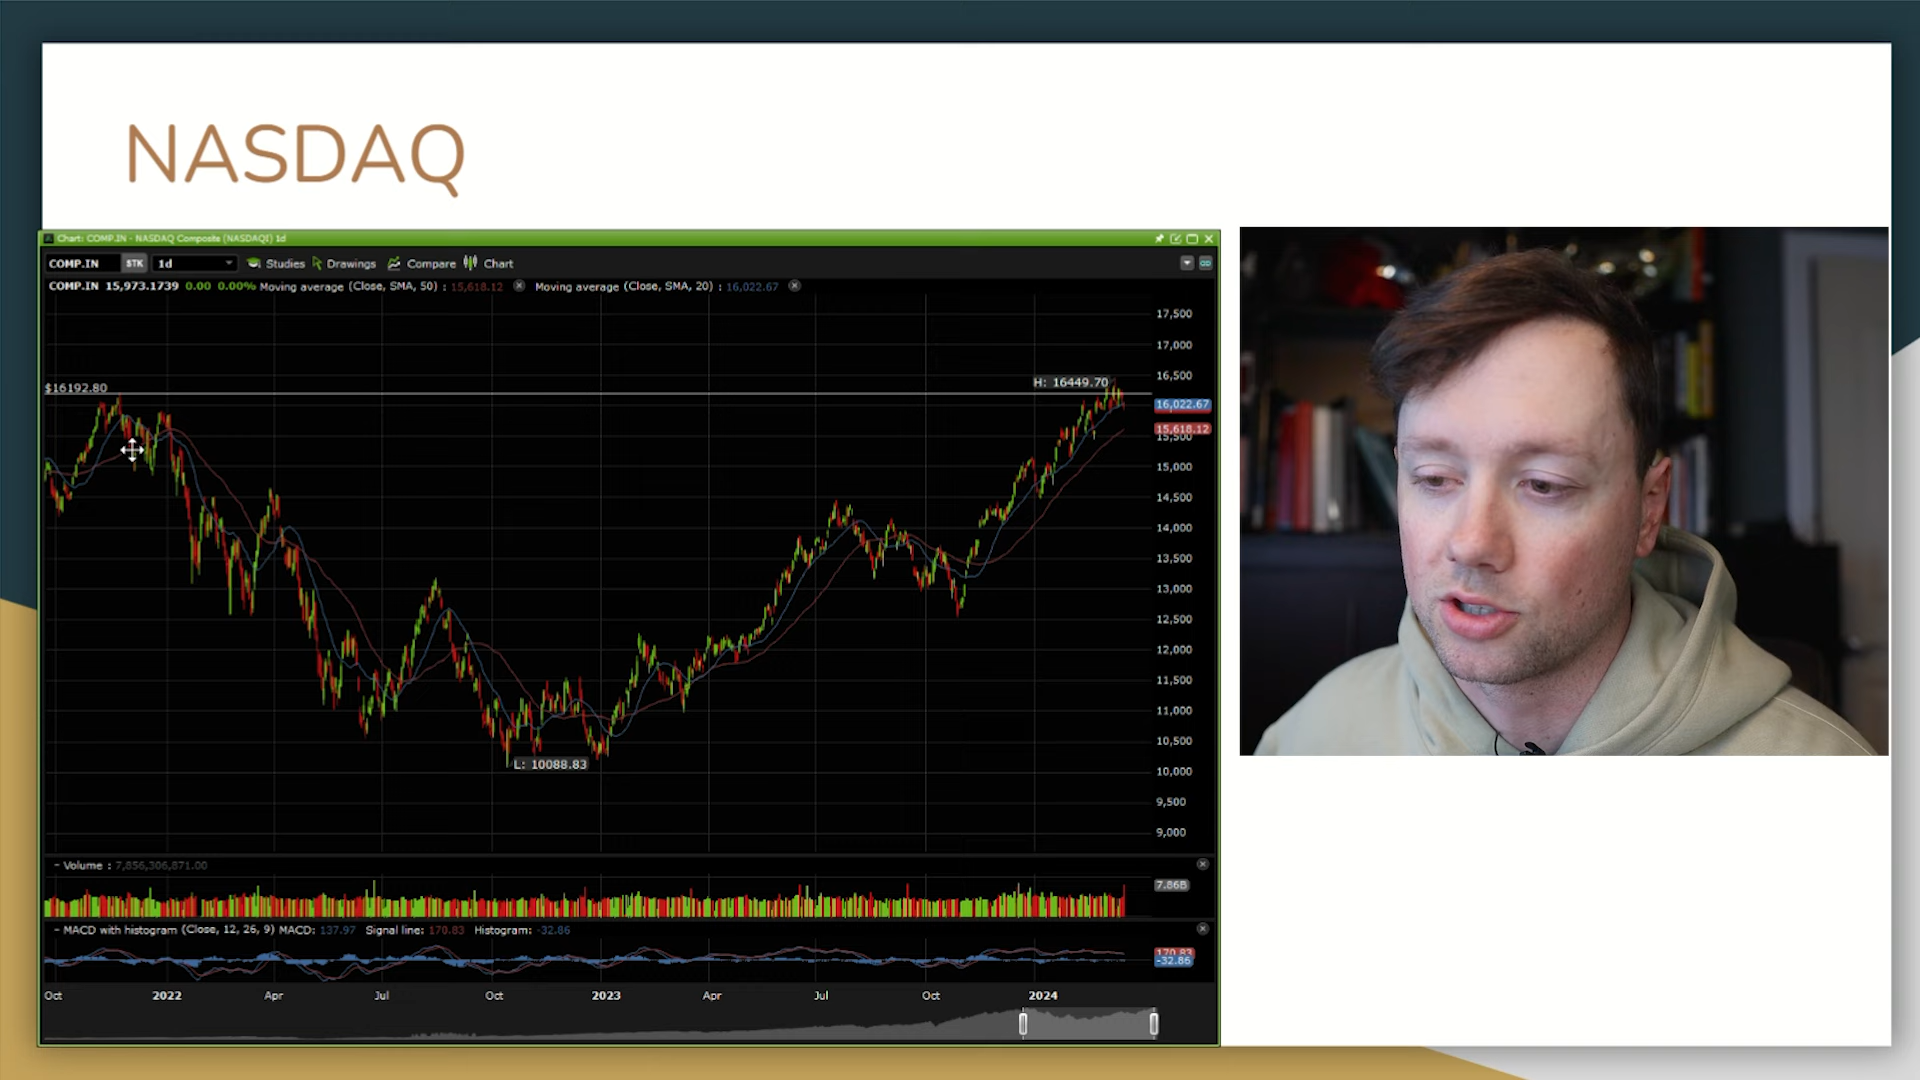 NASDAQ
Chart: COMP.IN - NASDAQ Composite (NASDAQI) 1d
COMP.IN STK 1d Studies Drawings Compare Chart
COMP.IN 15,973.1739 0.00 0.00% Moving average (Close, SMA, 50) : 15,618.12 Moving average (Close, SMA, 20) : 16,022.67
17,500
17,000
16,500
$16192.80
H: 16449.70
16,022.67
15,618.12
15,500
15,000
14,500
14,000
13,500
13,000
12,500
12,000
11,500
11,000
10,500
L: 10088.83
10,000
9,500
9,000
- Volume : 7,856,306,871.00
7.86B
- MACD with histogram (Close, 12, 26, 9) MACD: 137.97 Signal line: 170.83 Histogram: -32.86
170.83
-32.86
Oct 2022 Apr Jul Oct 2023 Apr Jul Oct 2024